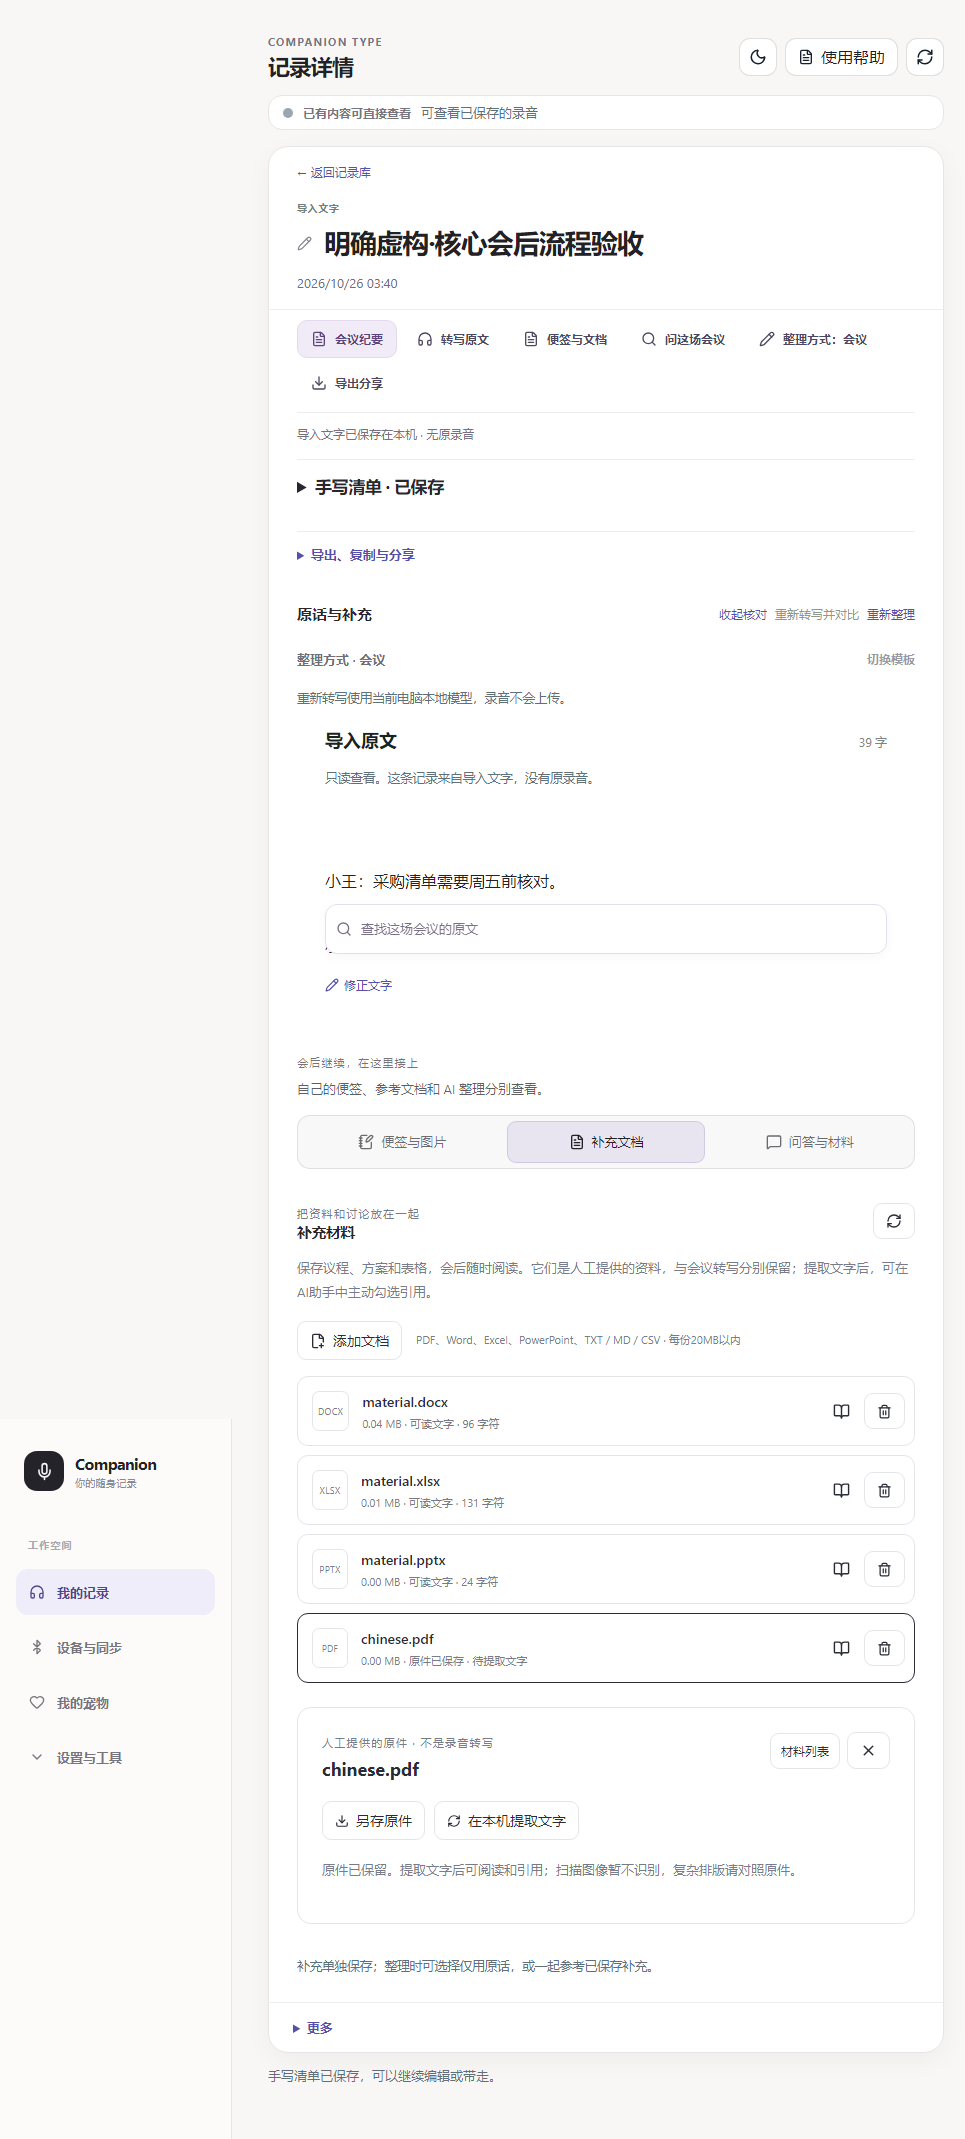 COMPANION TYPE
记录详情
使用帮助
已有内容可直接查看 可查看已保存的录音
← 返回记录库
导入文字
明确虚构·核心会后流程验收
2026/10/26 03:40
会议纪要 转写原文 便签与文档 问这场会议 整理方式：会议
导出分享
导入文字已保存在本机 · 无原录音
手写清单 · 已保存
导出、复制与分享
原话与补充 收起核对 重新转写并对比 重新整理
整理方式 · 会议 切换模板
重新转写使用当前电脑本地模型，录音不会上传。
导入原文 39 字
只读查看。这条记录来自导入文字，没有原录音。
小王：采购清单需要周五前核对。
查找这场会议的原文
修正文字
会后继续，在这里接上
自己的便签、参考文档和 AI 整理分别查看。
便签与图片 补充文档 问答与材料
把资料和讨论放在一起
补充材料
保存议程、方案和表格，会后随时阅读。它们是人工提供的资料，与会议转写分别保留；提取文字后，可在
AI助手中主动勾选引用。
添加文档 PDF、Word、Excel、PowerPoint、TXT / MD / CSV · 每份20MB以内
DOCX material.docx
0.04 MB · 可读文字 · 96 字符
XLSX material.xlsx
0.01 MB · 可读文字 · 131 字符
PPTX material.pptx
0.00 MB · 可读文字 · 24 字符
PDF chinese.pdf
0.00 MB · 原件已保存 · 待提取文字
人工提供的原件 · 不是录音转写
chinese.pdf
材料列表
另存原件 在本机提取文字
原件已保留。提取文字后可阅读和引用；扫描图像暂不识别，复杂排版请对照原件。
补充单独保存；整理时可选择仅用原话，或一起参考已保存补充。
更多
手写清单已保存，可以继续编辑或带走。
Companion
你的随身记录
工作空间
我的记录
设备与同步
我的宠物
设置与工具